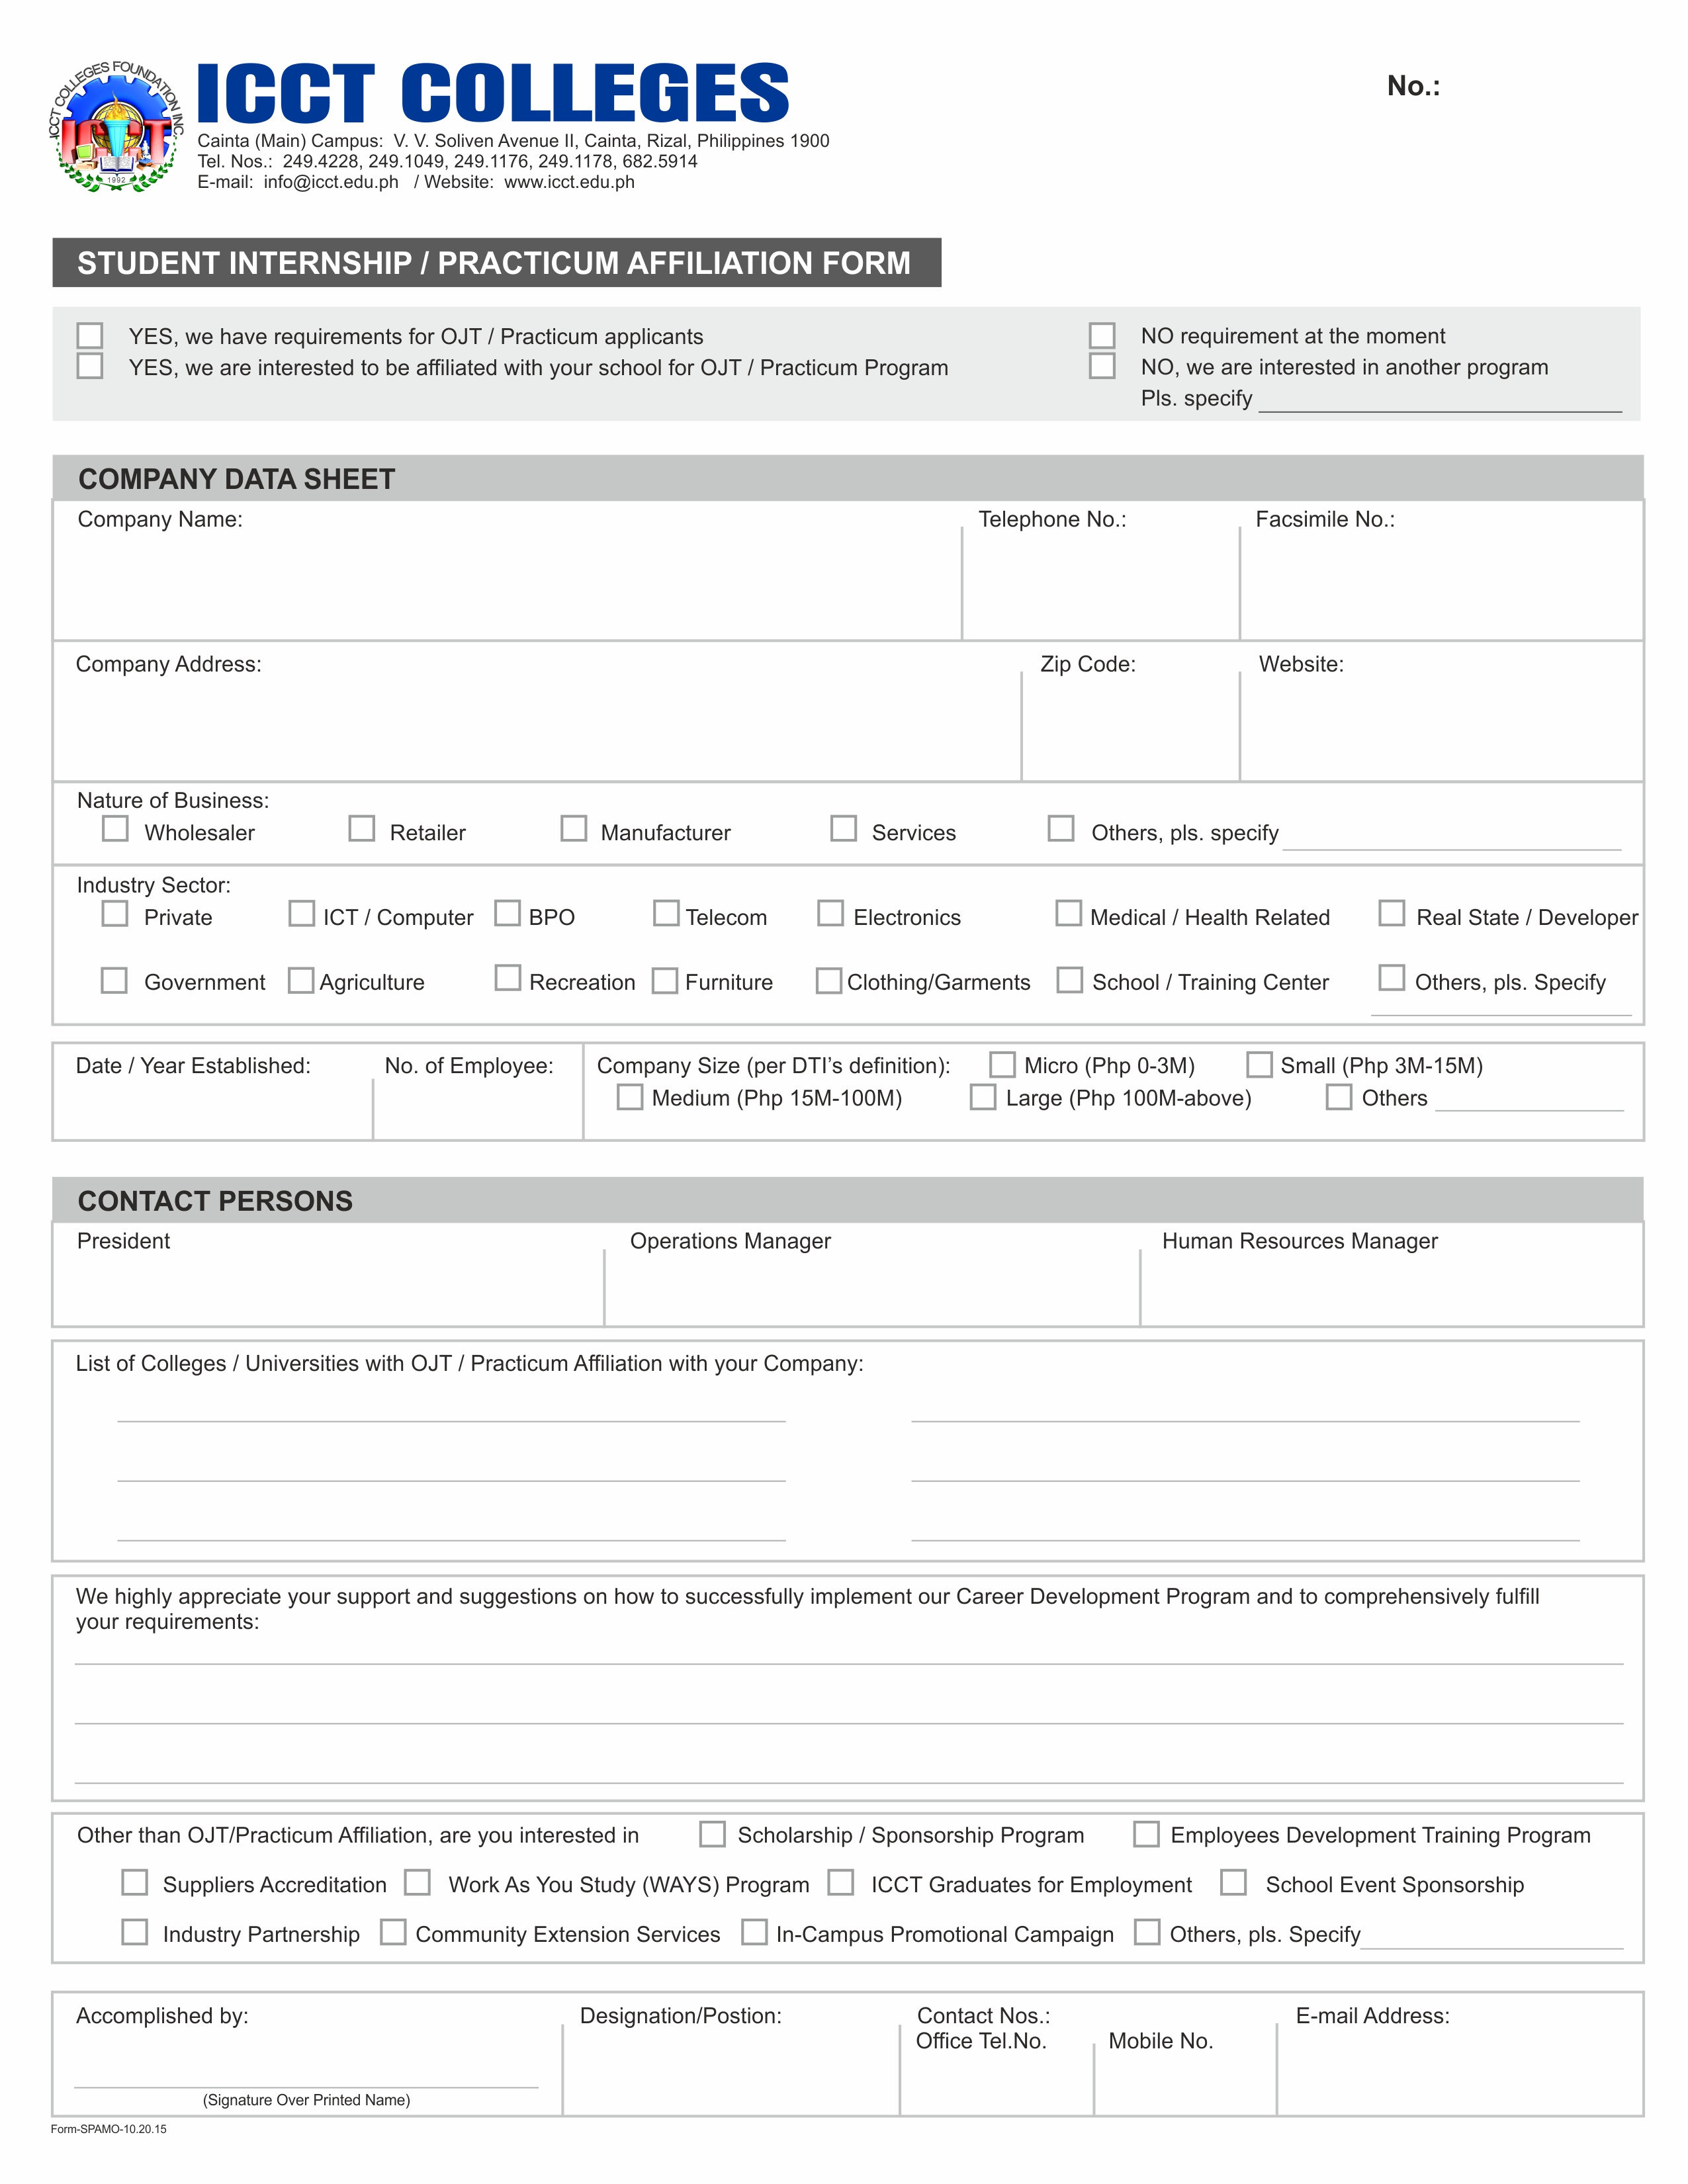 ICCT COLLEGES FOUNDATION INC.
ICCT
1992
ICCT COLLEGES
No.:
Cainta (Main) Campus:  V. V. Soliven Avenue II, Cainta, Rizal, Philippines 1900
Tel. Nos.:  249.4228, 249.1049, 249.1176, 249.1178, 682.5914
E-mail:  info@icct.edu.ph   / Website:  www.icct.edu.ph
STUDENT INTERNSHIP / PRACTICUM AFFILIATION FORM
YES, we have requirements for OJT / Practicum applicants
NO requirement at the moment
YES, we are interested to be affiliated with your school for OJT / Practicum Program
NO, we are interested in another program
Pls. specify
COMPANY DATA SHEET
Company Name: Telephone No.: Facsimile No.:
Company Address: Zip Code: Website:
Nature of Business:
Wholesaler Retailer Manufacturer Services Others, pls. specify
Industry Sector:
Private ICT / Computer BPO Telecom Electronics Medical / Health Related Real State / Developer
Government Agriculture Recreation Furniture Clothing/Garments School / Training Center Others, pls. Specify
Date / Year Established: No. of Employee: Company Size (per DTI’s definition): Micro (Php 0-3M) Small (Php 3M-15M)
Medium (Php 15M-100M) Large (Php 100M-above) Others
CONTACT PERSONS
President Operations Manager Human Resources Manager
List of Colleges / Universities with OJT / Practicum Affiliation with your Company:
We highly appreciate your support and suggestions on how to successfully implement our Career Development Program and to comprehensively fulfill
your requirements:
Other than OJT/Practicum Affiliation, are you interested in Scholarship / Sponsorship Program Employees Development Training Program
Suppliers Accreditation Work As You Study (WAYS) Program ICCT Graduates for Employment School Event Sponsorship
Industry Partnership Community Extension Services In-Campus Promotional Campaign Others, pls. Specify
Accomplished by: Designation/Postion: Contact Nos.: E-mail Address:
Office Tel.No. Mobile No.
(Signature Over Printed Name)
Form-SPAMO-10.20.15